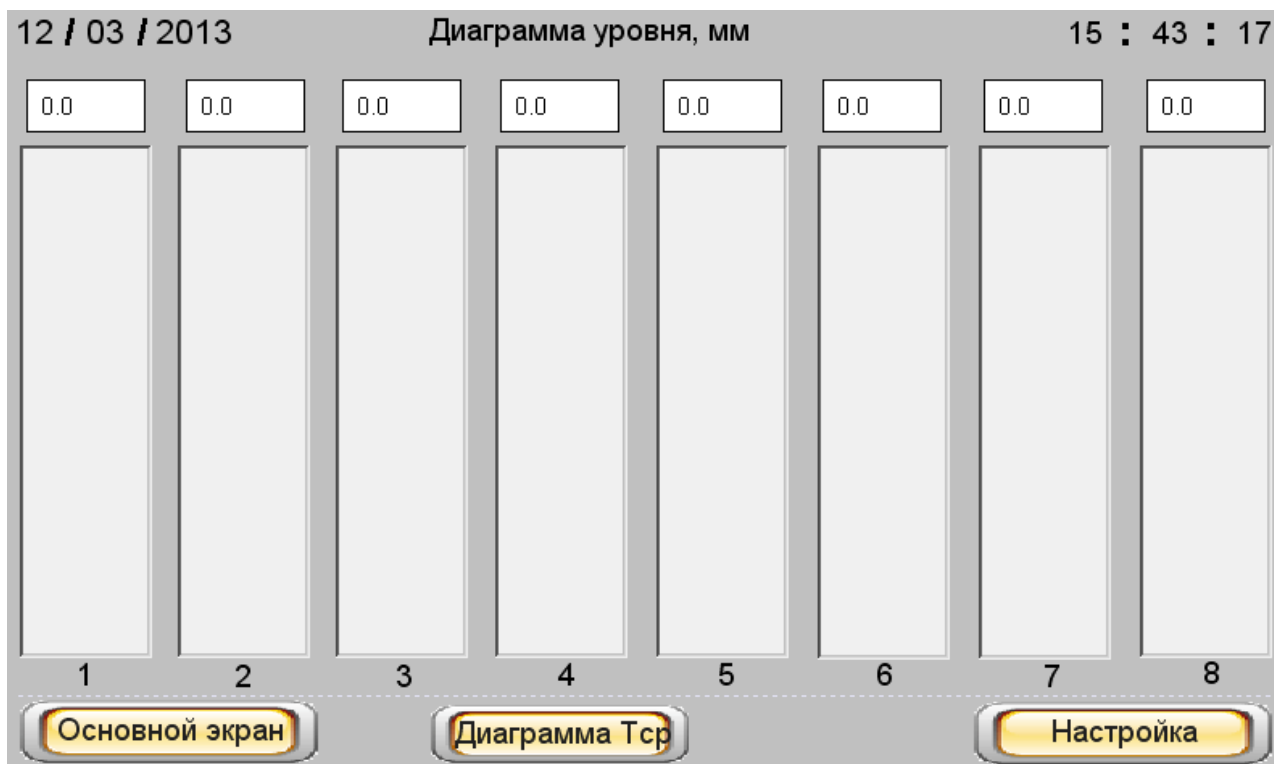 12 / 03 / 2013 Диаграмма уровня, мм 15 : 43 : 17
0.0 0.0 0.0 0.0 0.0 0.0 0.0 0.0
1 2 3 4 5 6 7 8
Основной экран Диаграмма Тср Настройка